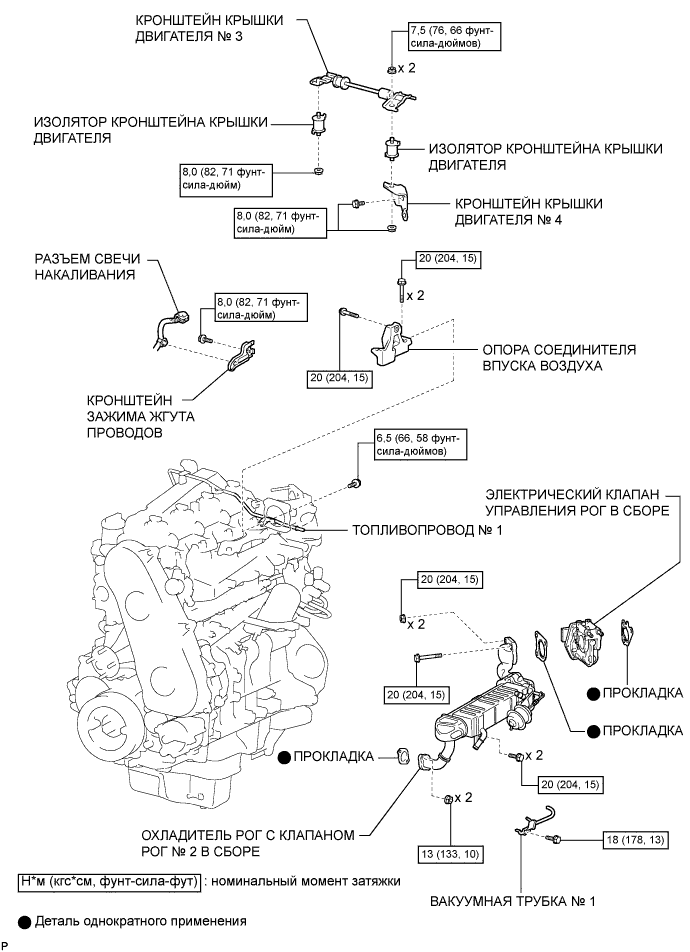 КРОНШТЕЙН КРЫШКИ
ДВИГАТЕЛЯ № 3
7,5 (76, 66 фунт-
сила-дюймов)
x 2
ИЗОЛЯТОР КРОНШТЕЙНА КРЫШКИ
ДВИГАТЕЛЯ
ИЗОЛЯТОР КРОНШТЕЙНА КРЫШКИ
ДВИГАТЕЛЯ
8,0 (82, 71 фунт-
сила-дюйм)
8,0 (82, 71 фунт-
сила-дюйм)
КРОНШТЕЙН КРЫШКИ
ДВИГАТЕЛЯ № 4
РАЗЪЕМ СВЕЧИ
НАКАЛИВАНИЯ
20 (204, 15)
x 2
8,0 (82, 71 фунт-
сила-дюйм)
20 (204, 15)
ОПОРА СОЕДИНИТЕЛЯ
ВПУСКА ВОЗДУХА
КРОНШТЕЙН
ЗАЖИМА ЖГУТА
ПРОВОДОВ
6,5 (66, 58 фунт-
сила-дюймов)
ЭЛЕКТРИЧЕСКИЙ КЛАПАН
УПРАВЛЕНИЯ РОГ В СБОРЕ
ТОПЛИВОПРОВОД № 1
20 (204, 15)
x 2
20 (204, 15)
ПРОКЛАДКА
ПРОКЛАДКА
ПРОКЛАДКА
x 2
20 (204, 15)
x 2
ОХЛАДИТЕЛЬ РОГ С КЛАПАНОМ
РОГ № 2 В СБОРЕ
13 (133, 10)
18 (178, 13)
Н*м (кгс*см, фунт-сила-фут) : номинальный момент затяжки
ВАКУУМНАЯ ТРУБКА № 1
Деталь однократного применения
P